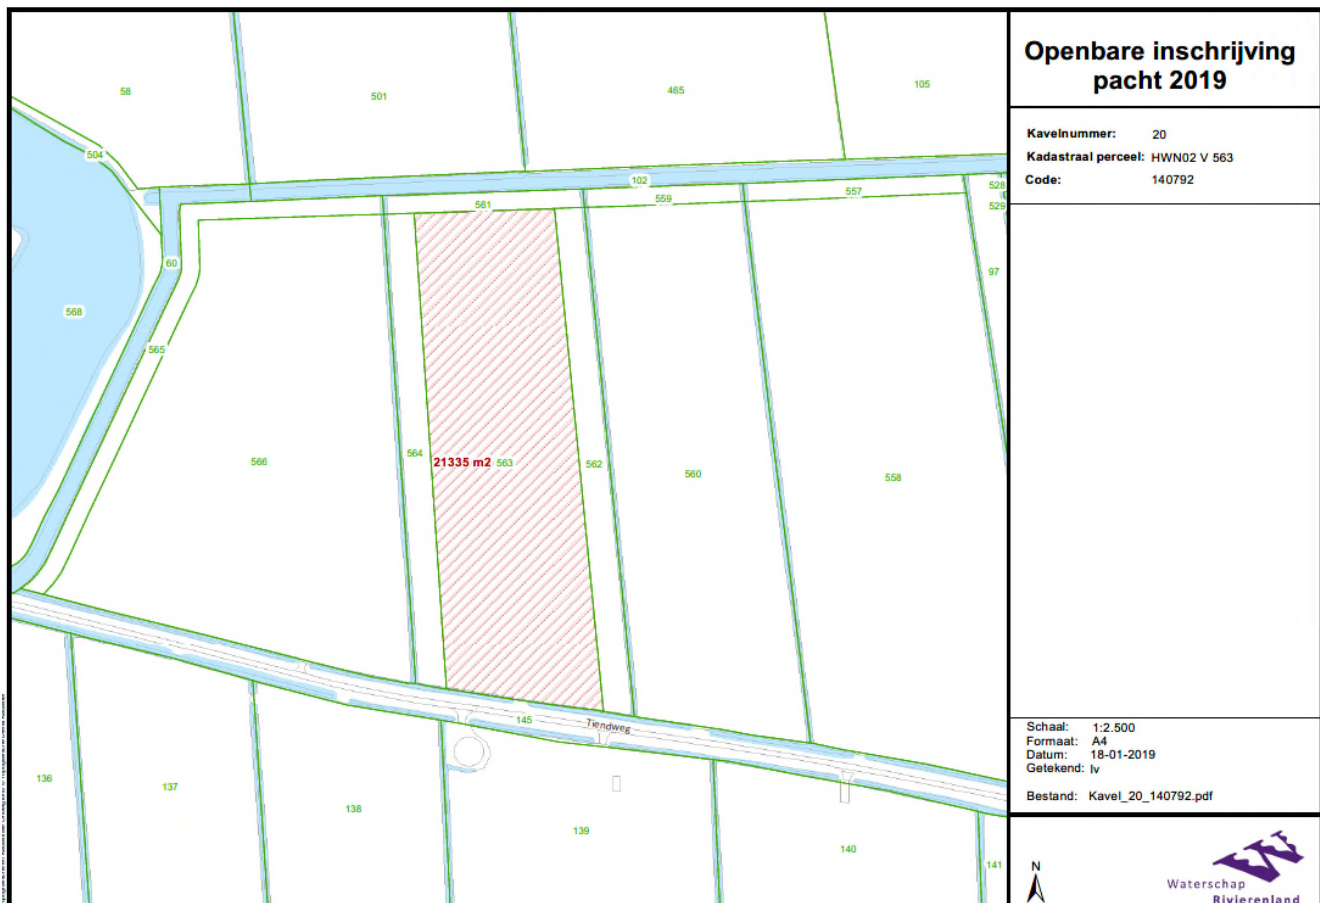 Openbare inschrijving
pacht 2019
Kavelnummer: 20
Kadastraal perceel: HWN02 V 563
Code: 140792
58
501
465
105
504
102
561
559
557
528
529
60
97
568
565
566
564
21335 m2 563
562
560
558
145
Tiendweg
136
137
138
139
140
141
Schaal: 1:2.500
Formaat: A4
Datum: 18-01-2019
Getekend: lv
Bestand: Kavel_20_140792.pdf
N
Waterschap
Rivierenland